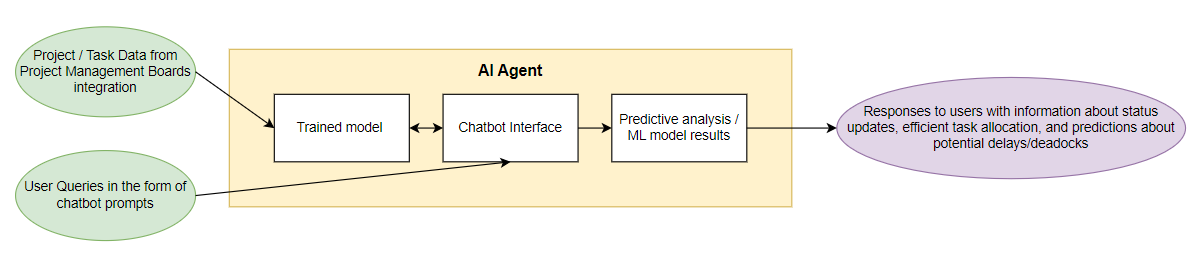 Project / Task Data from
Project Management Boards
integration
AI Agent
Trained model
Chatbot Interface
Predictive analysis /
ML model results
Responses to users with information about status
updates, efficient task allocation, and predictions about
potential delays/deadocks
User Queries in the form of
chatbot prompts